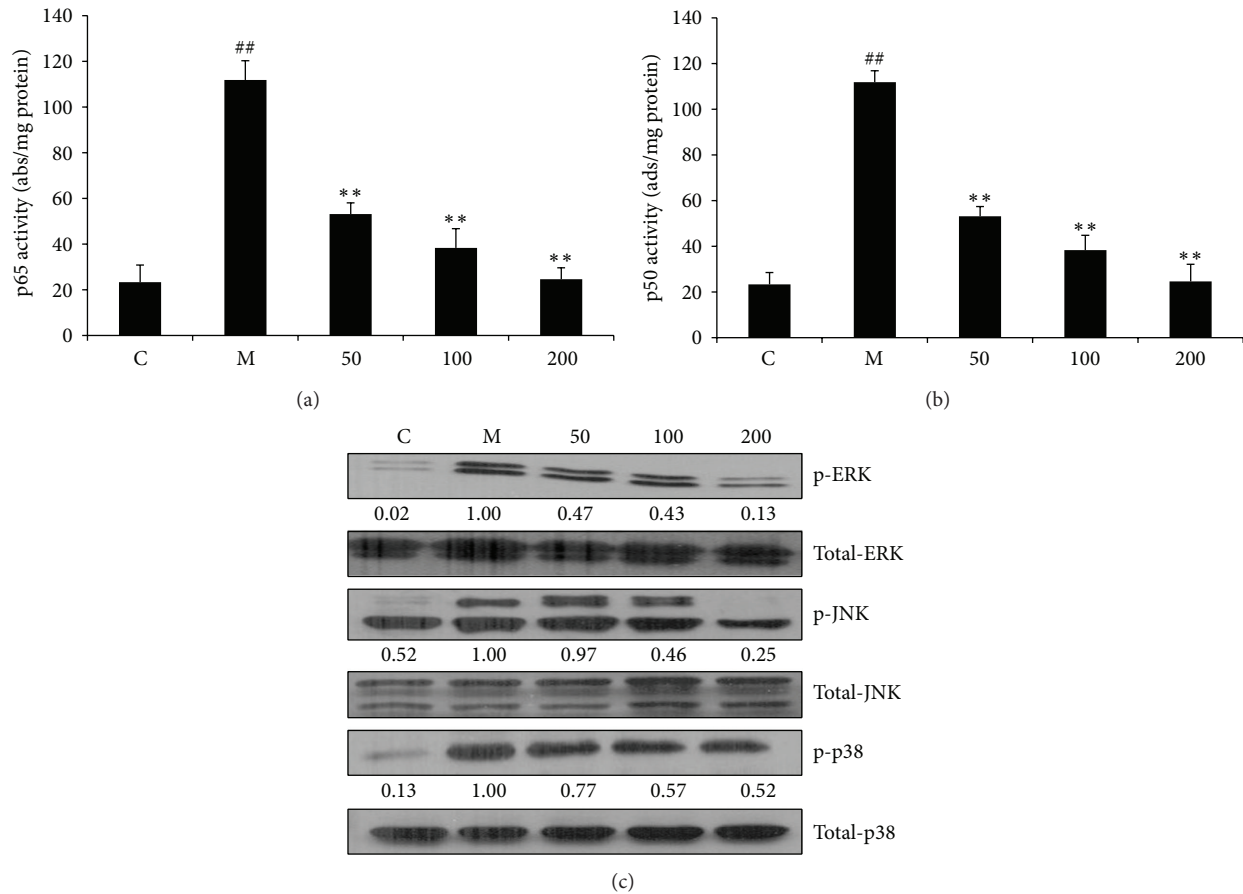 140
120
100
80
60
40
20
0
p65 activity (abs/mg protein)
##
**
**
**
C M 50 100 200
(a)
140
120
100
80
60
40
20
0
p50 activity (ads/mg protein)
##
**
**
**
C M 50 100 200
(b)
C M 50 100 200
p-ERK
0.02 1.00 0.47 0.43 0.13
Total-ERK
p-JNK
0.52 1.00 0.97 0.46 0.25
Total-JNK
p-p38
0.13 1.00 0.77 0.57 0.52
Total-p38
(c)